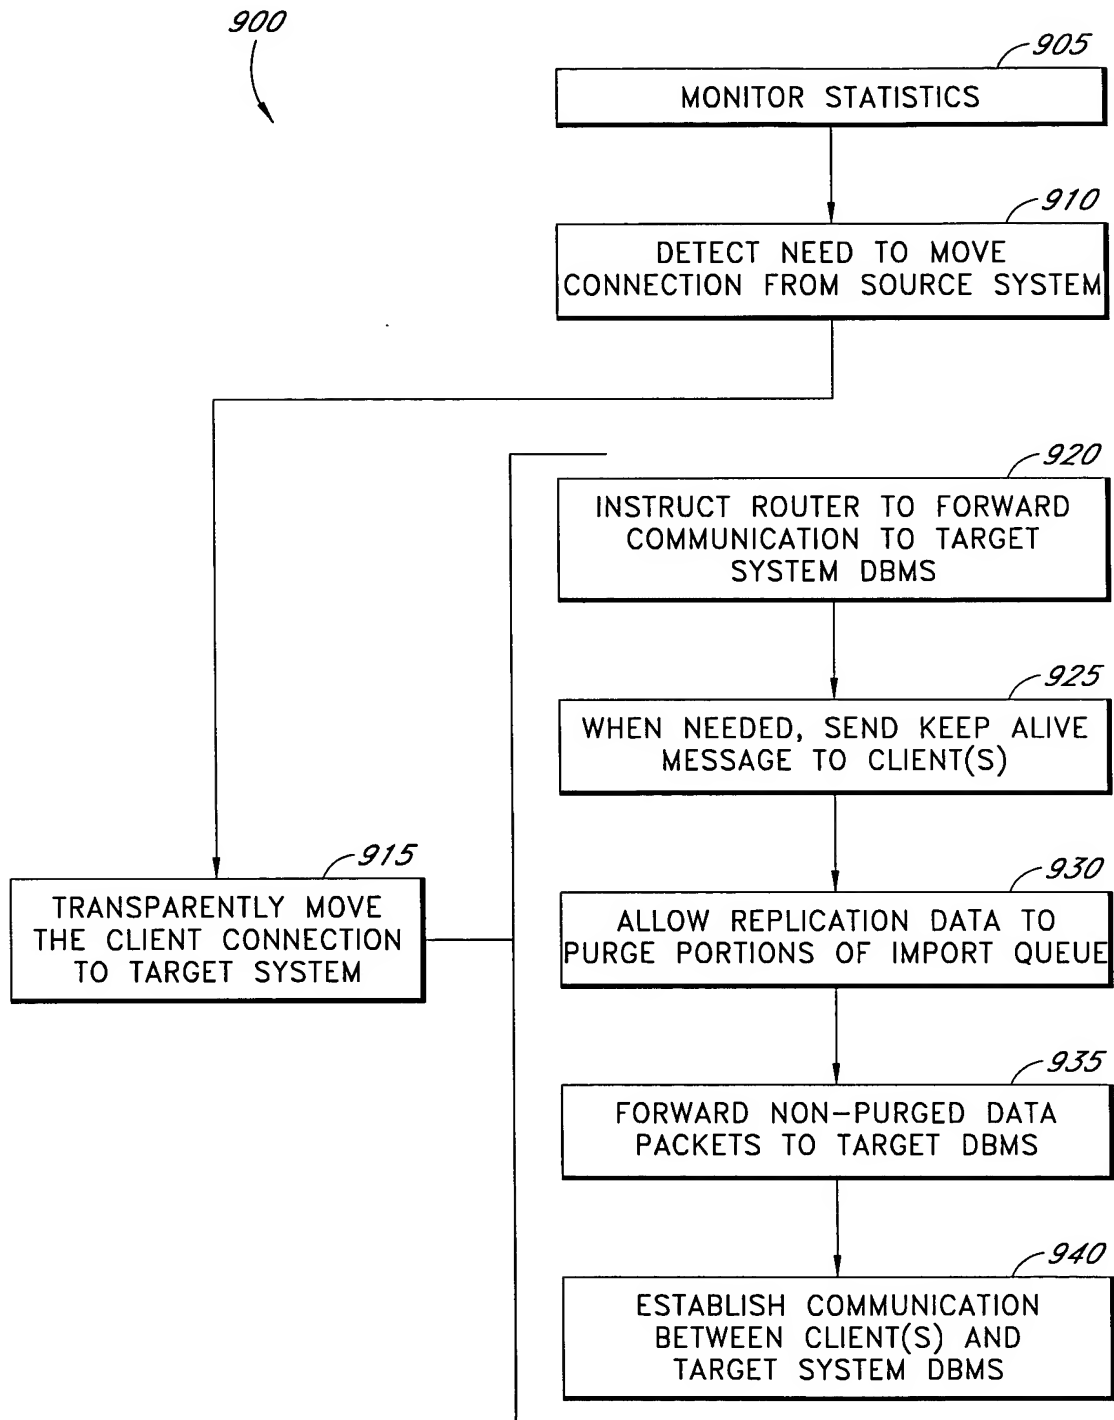 900
905
MONITOR STATISTICS
910
DETECT NEED TO MOVE
CONNECTION FROM SOURCE SYSTEM
920
INSTRUCT ROUTER TO FORWARD
COMMUNICATION TO TARGET
SYSTEM DBMS
925
WHEN NEEDED, SEND KEEP ALIVE
MESSAGE TO CLIENT(S)
915
TRANSPARENTLY MOVE
THE CLIENT CONNECTION
TO TARGET SYSTEM
930
ALLOW REPLICATION DATA TO
PURGE PORTIONS OF IMPORT QUEUE
935
FORWARD NON-PURGED DATA
PACKETS TO TARGET DBMS
940
ESTABLISH COMMUNICATION
BETWEEN CLIENT(S) AND
TARGET SYSTEM DBMS